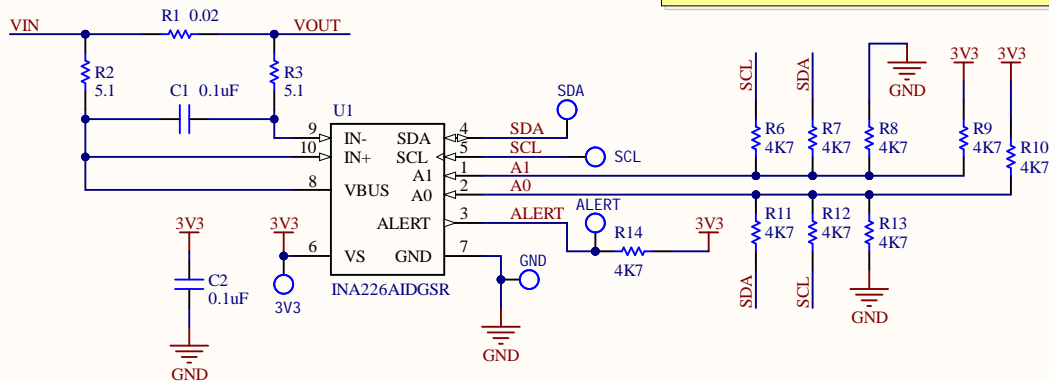 R1 0.02
VIN
VOUT
R2
5.1
R3
5.1
C1 0.1uF
U1
SDA
9
IN-
SDA
4
SDA
10
IN+
SCL
5
SCL
SCL
A1
1
A1
8
VBUS
A0
2
A0
ALERT
ALERT
3
ALERT
6
VS
GND
7
INA226AIDGSR
3V3
3V3
3V3
C2
0.1uF
GND
GND
GND
R14
4K7
3V3
SCL
SDA
GND
3V3
3V3
R6
4K7
R7
4K7
R8
4K7
R9
4K7
R10
4K7
R11
4K7
R12
4K7
R13
4K7
SDA
SCL
GND